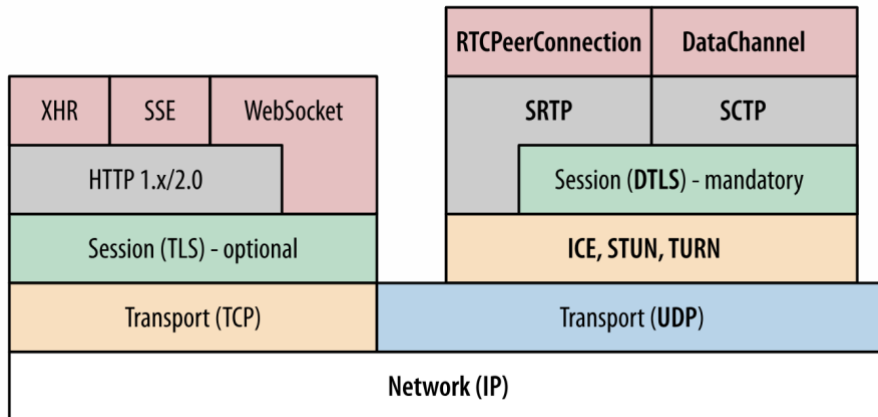 RTCPeerConnection
DataChannel
XHR
SSE
WebSocket
SRTP
SCTP
HTTP 1.x/2.0
Session (DTLS) - mandatory
Session (TLS) - optional
ICE, STUN, TURN
Transport (TCP)
Transport (UDP)
Network (IP)